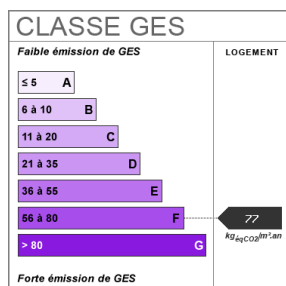 CLASSE GES
Faible émission de GES
LOGEMENT
≤ 5 A
6 à 10 B
11 à 20 C
21 à 35 D
36 à 55 E
56 à 80 F
77
kgéqCO2/m².an
> 80 G
Forte émission de GES